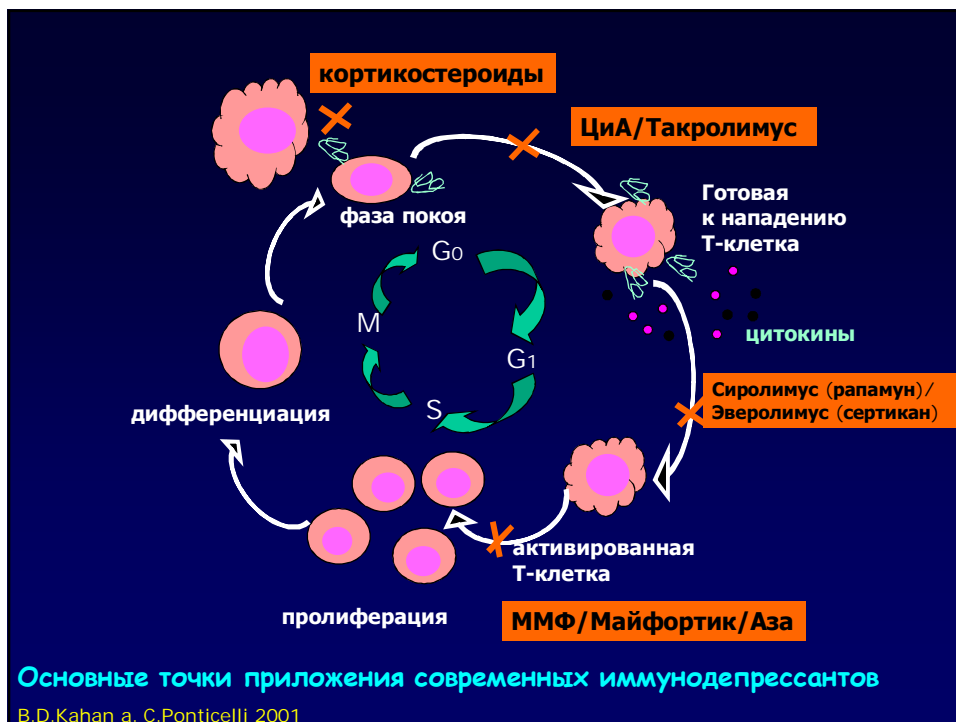 кортикостероиды
ЦиА/Такролимус
Готовая
к нападению
Т-клетка
фаза покоя
G0
M
G1
S
цитокины
Сиролимус (рапамун)/
Эверолимус (сертикан)
дифференциация
активированная
Т-клетка
пролиферация
ММФ/Майфортик/Аза
Основные точки приложения современных иммунодепрессантов
B.D.Kahan a. C.Ponticelli 2001